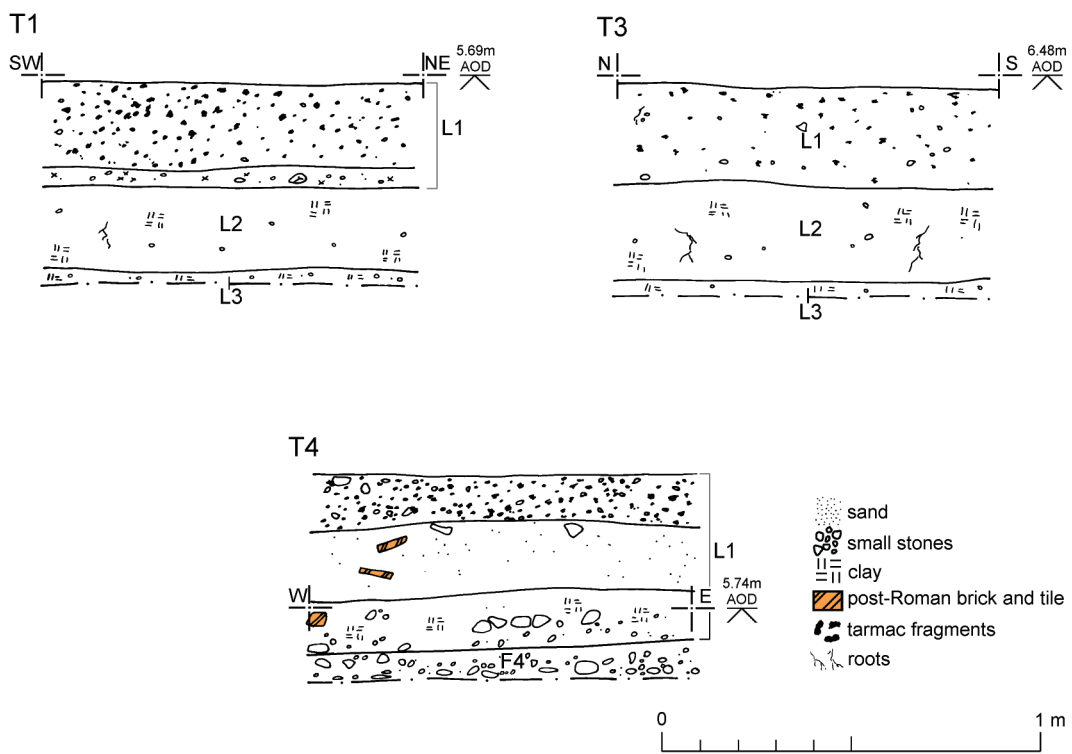 T1
SW
NE
5.69m
AOD
L1
L2
L3
T3
N
S
6.48m
AOD
L1
L2
L3
T4
L1
W
E
5.74m
AOD
F4
sand
small stones
clay
post-Roman brick and tile
tarmac fragments
roots
0
1 m